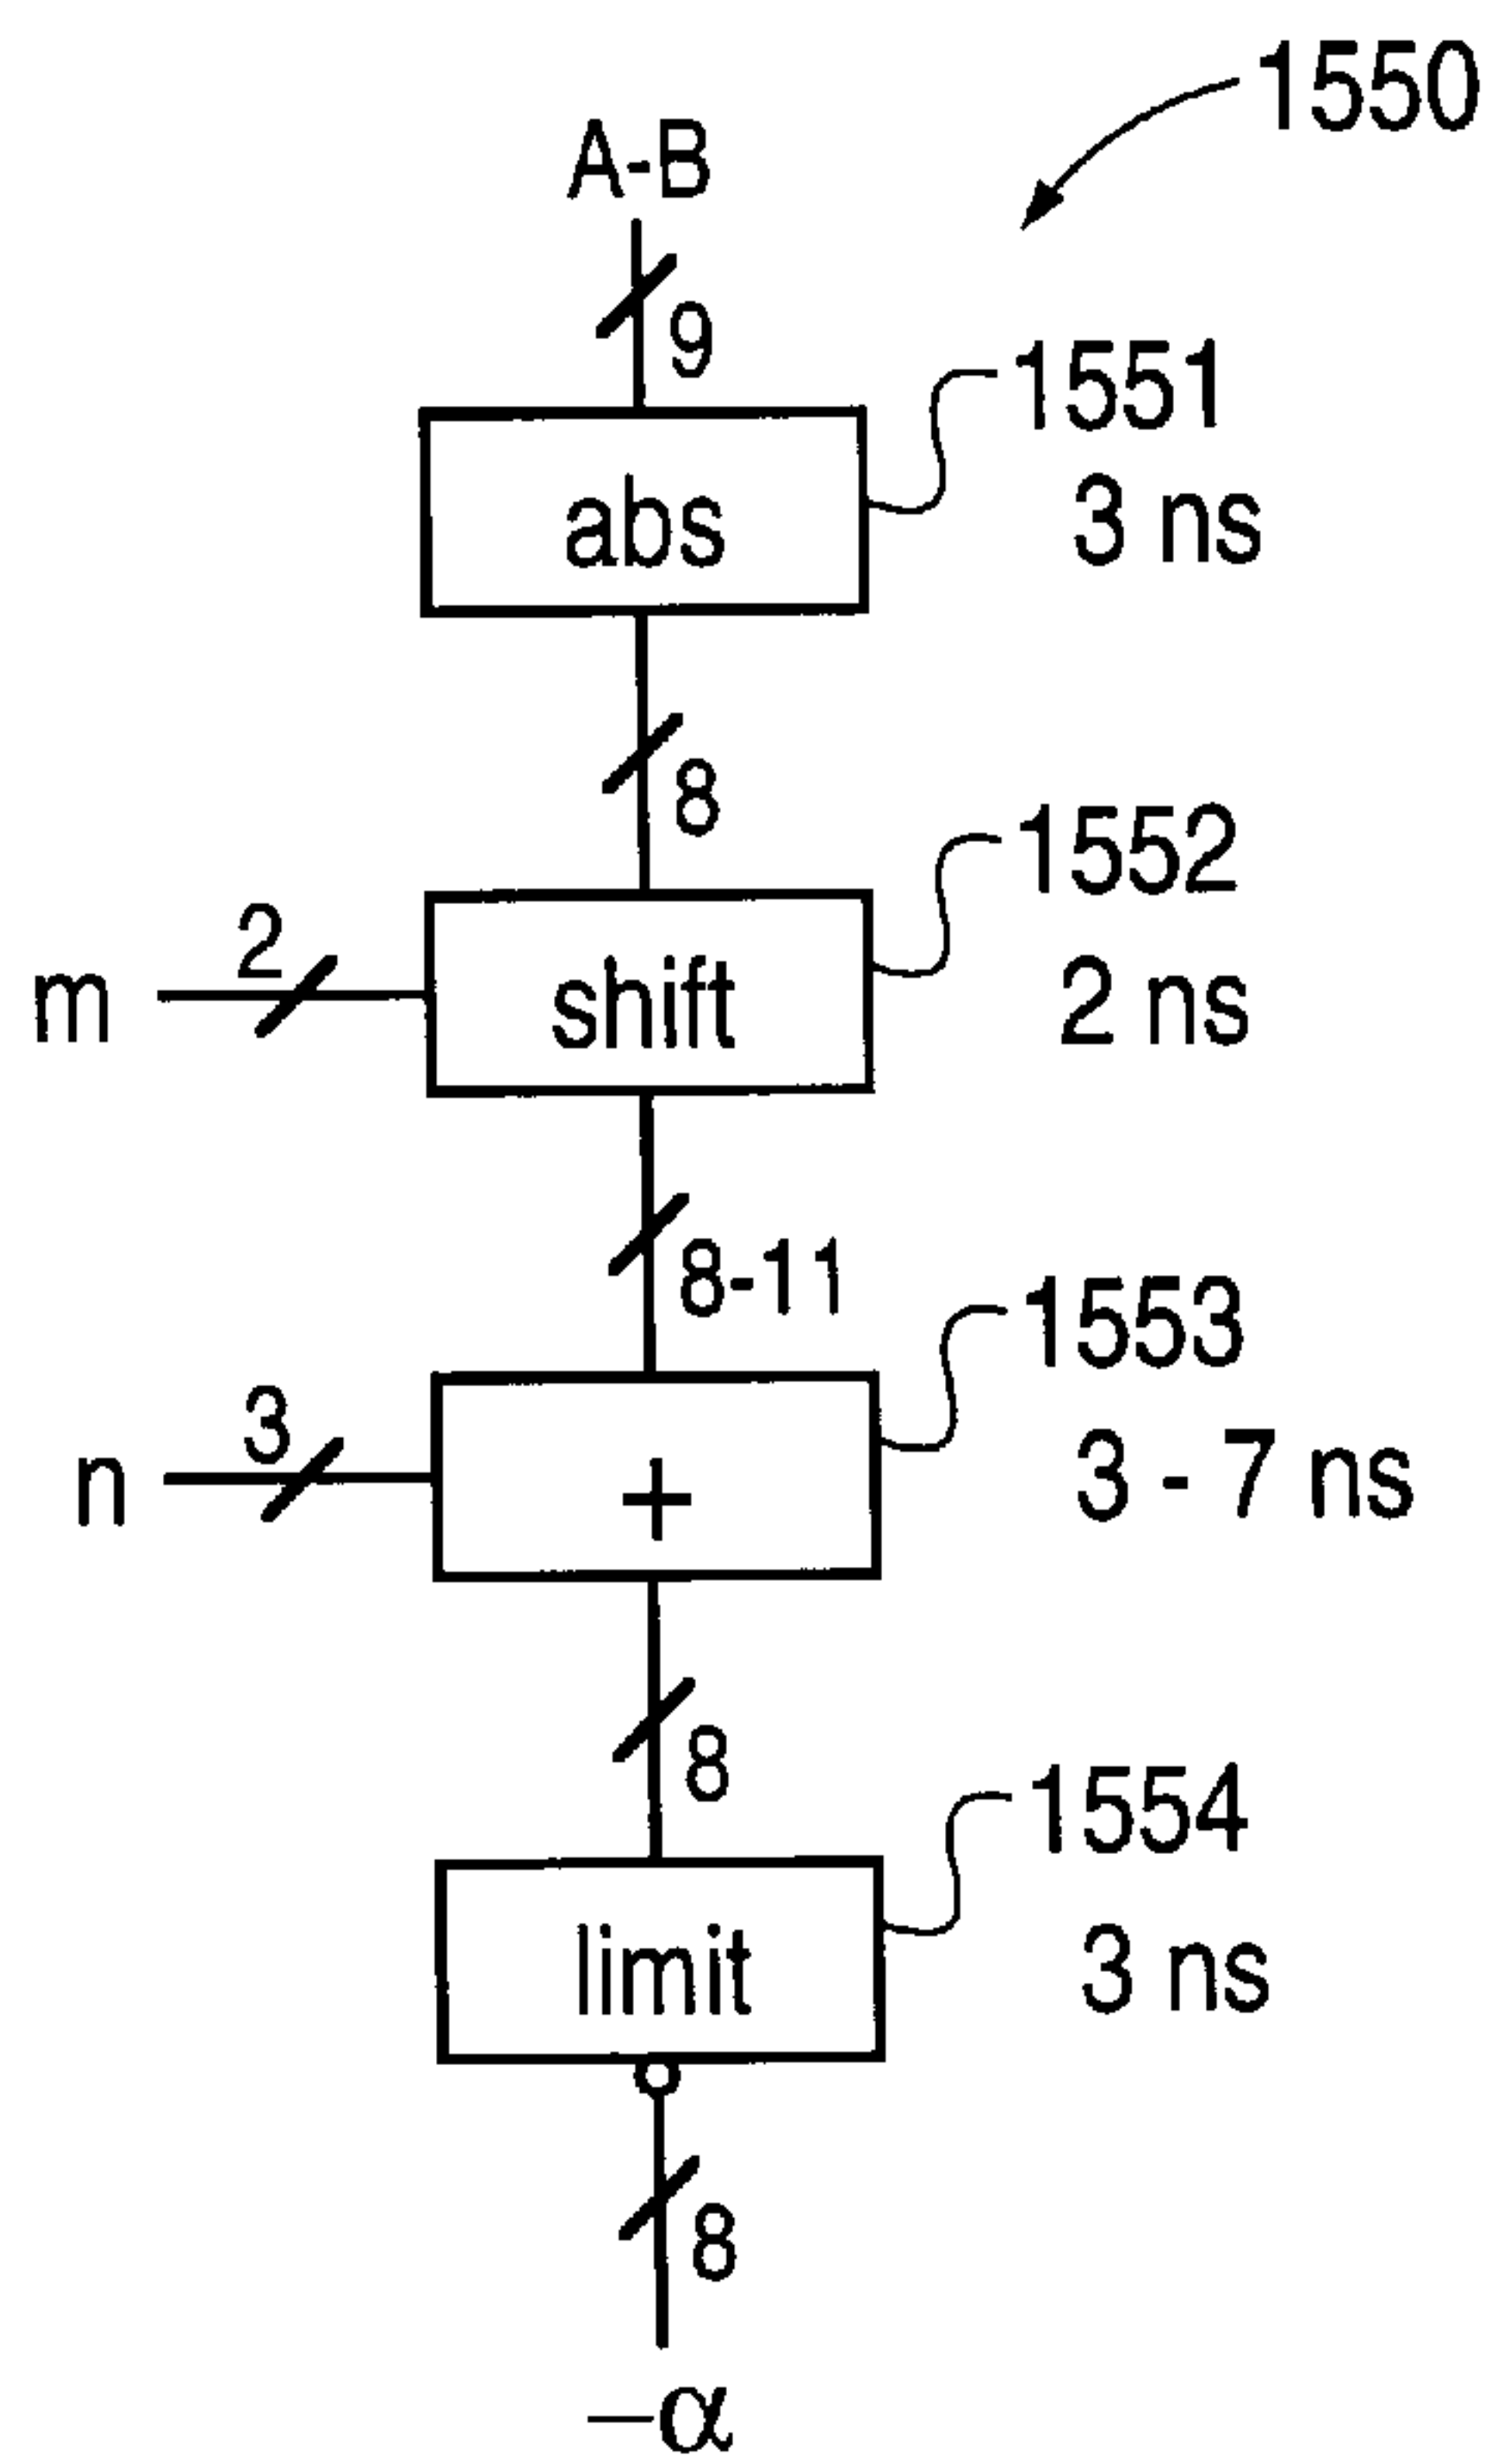 1550
A-B
9
1551
abs
3 ns
8
1552
2
m
shift
2 ns
8-11
1553
3
n
+
3 - 7 ns
8
1554
limit
3 ns
8
–α